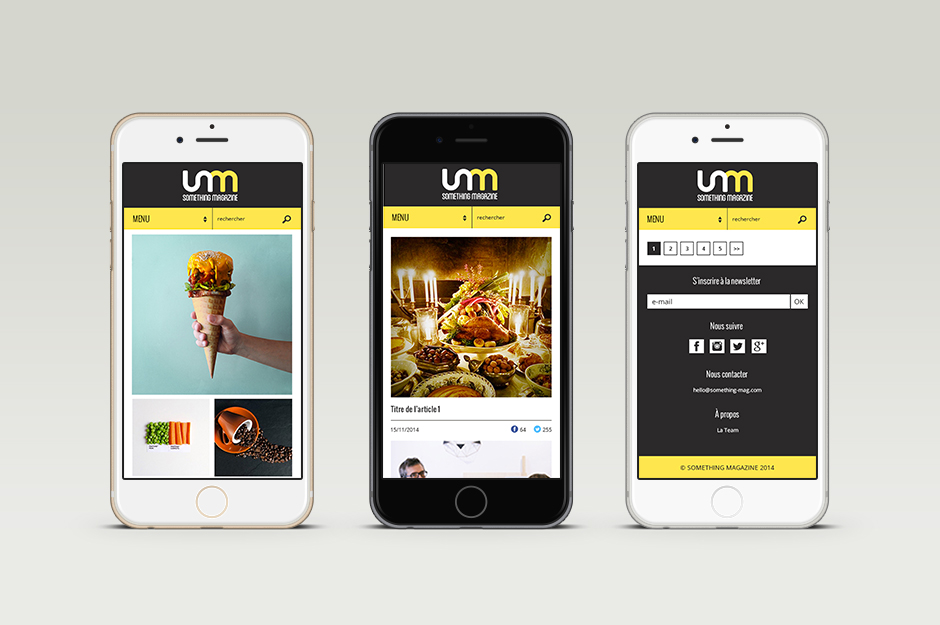 SOMETHING MAGAZINE
MENU
rechercher
SOMETHING MAGAZINE
MENU
rechercher
Titre de l'article 1
15/11/2014
64
255
SOMETHING MAGAZINE
MENU
rechercher
1 2 3 4 5 >>
S'inscrire à la newsletter
e-mail
OK
Nous suivre
Nous contacter
hello@something-mag.com
À propos
La Team
© SOMETHING MAGAZINE 2014